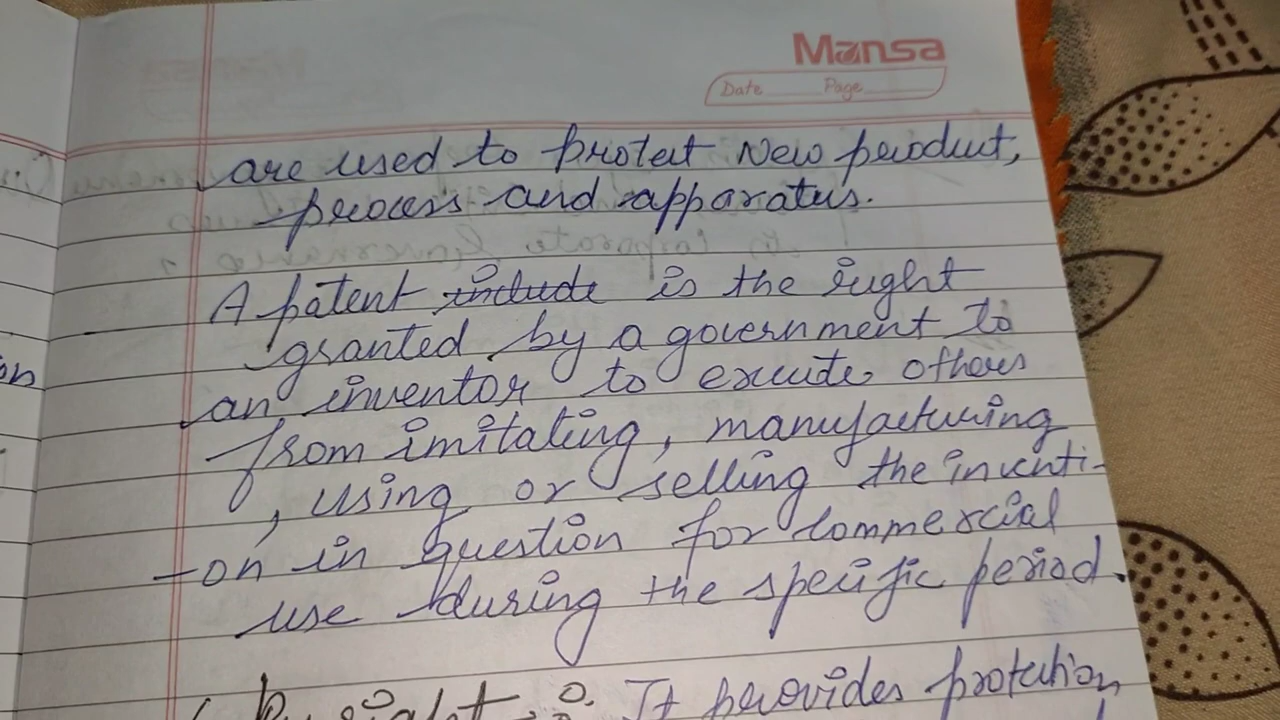 Mansa
Date Page
are used to protect New product,
process and apparatus.
A patent include is the right
granted by a government to
an inventor to excute others
from imitating, manufacturing
, using or selling the inventi-
-on in question for commercial
use during the specific period.
It provides protection
on